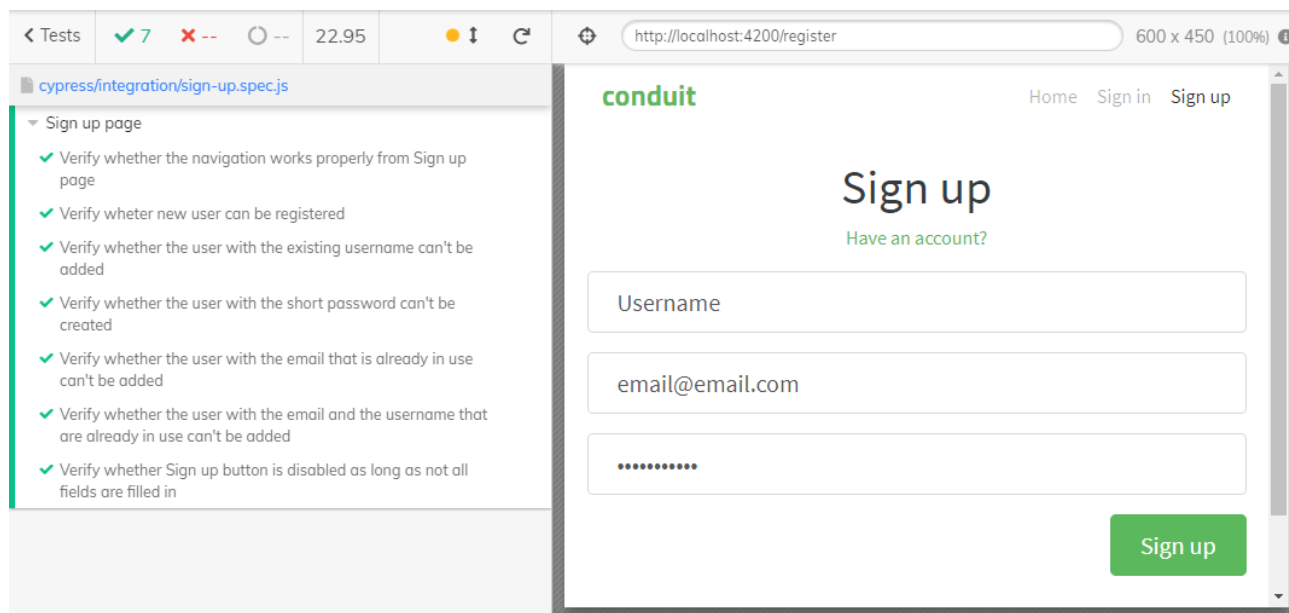 Tests 7 -- -- 22.95
http://localhost:4200/register 600 x 450 (100%)
cypress/integration/sign-up.spec.js
Sign up page
Verify whether the navigation works properly from Sign up
page
Verify wheter new user can be registered
Verify whether the user with the existing username can't be
added
Verify whether the user with the short password can't be
created
Verify whether the user with the email that is already in use
can't be added
Verify whether the user with the email and the username that
are already in use can't be added
Verify whether Sign up button is disabled as long as not all
fields are filled in
conduit
Home Sign in Sign up
Sign up
Have an account?
Username
email@email.com
•••••••••••
Sign up